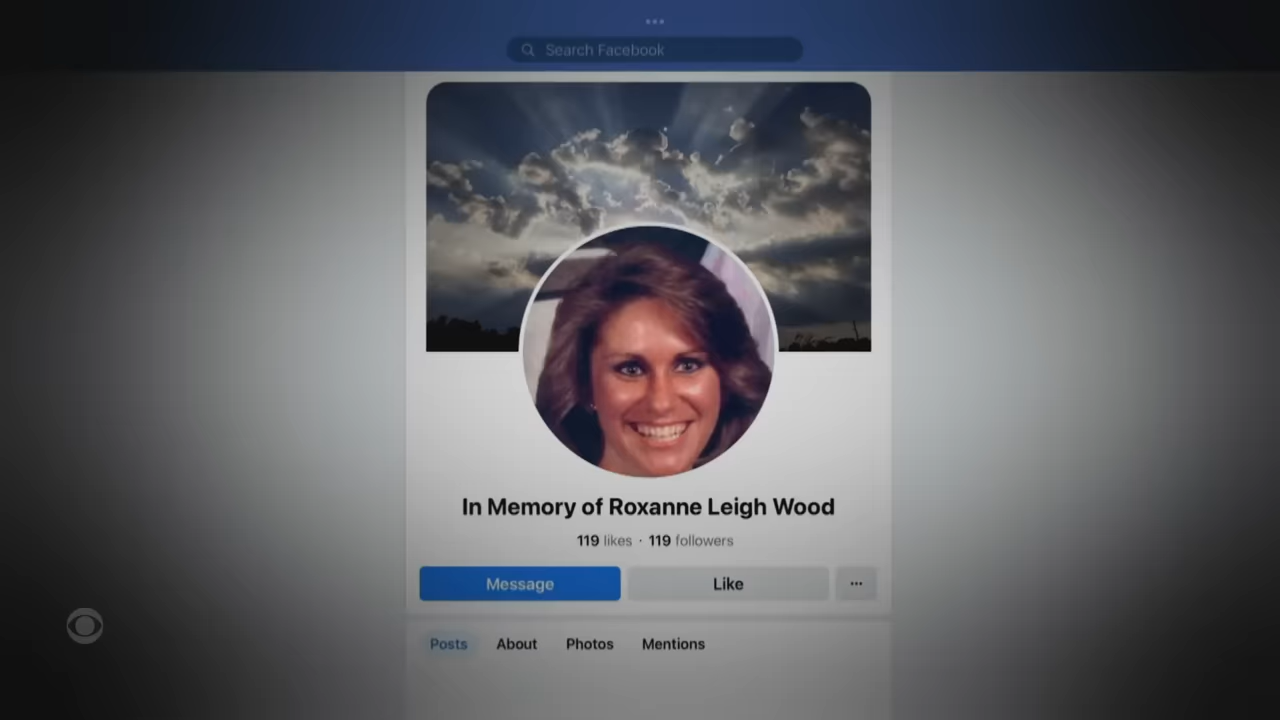 Search Facebook
In Memory of Roxanne Leigh Wood
119 likes · 119 followers
Message
Like
Posts
About
Photos
Mentions